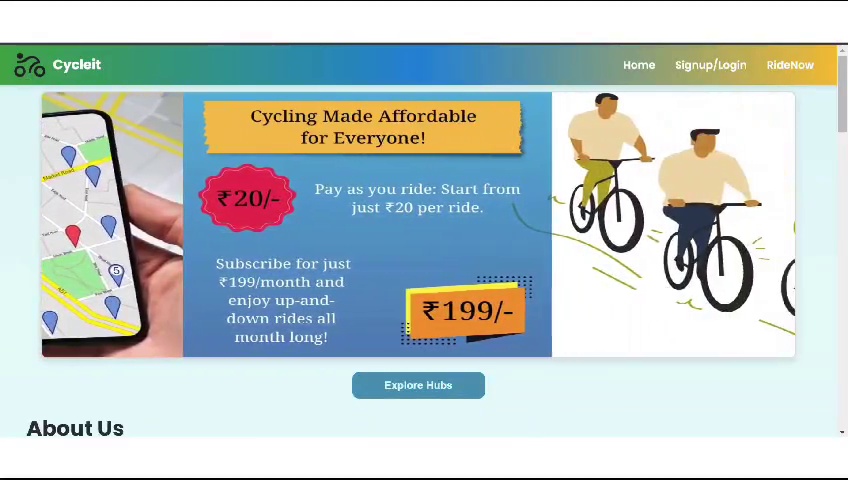 Cycleit
Home Signup/Login RideNow
Cycling Made Affordable
for Everyone!
₹20/-
Pay as you ride: Start from
just ₹20 per ride.
Subscribe for just
₹199/month and
enjoy up-and-
down rides all
month long!
₹199/-
5
Explore Hubs
About Us